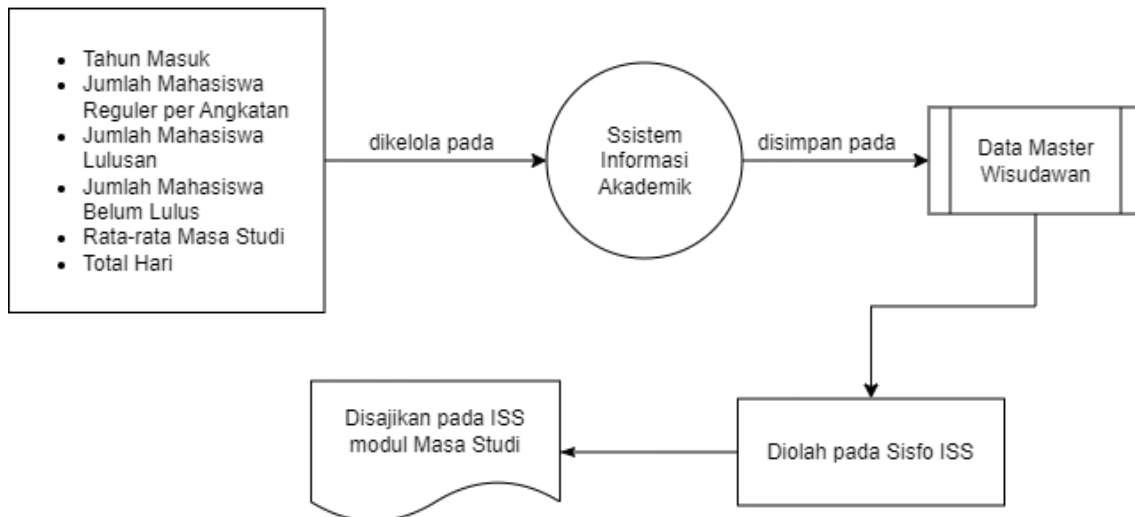 • Tahun Masuk
• Jumlah Mahasiswa
Reguler per Angkatan
• Jumlah Mahasiswa
Lulusan
• Jumlah Mahasiswa
Belum Lulus
• Rata-rata Masa Studi
• Total Hari
dikelola pada
Ssistem
Informasi
Akademik
disimpan pada
Data Master
Wisudawan
Diolah pada Sisfo ISS
Disajikan pada ISS
modul Masa Studi